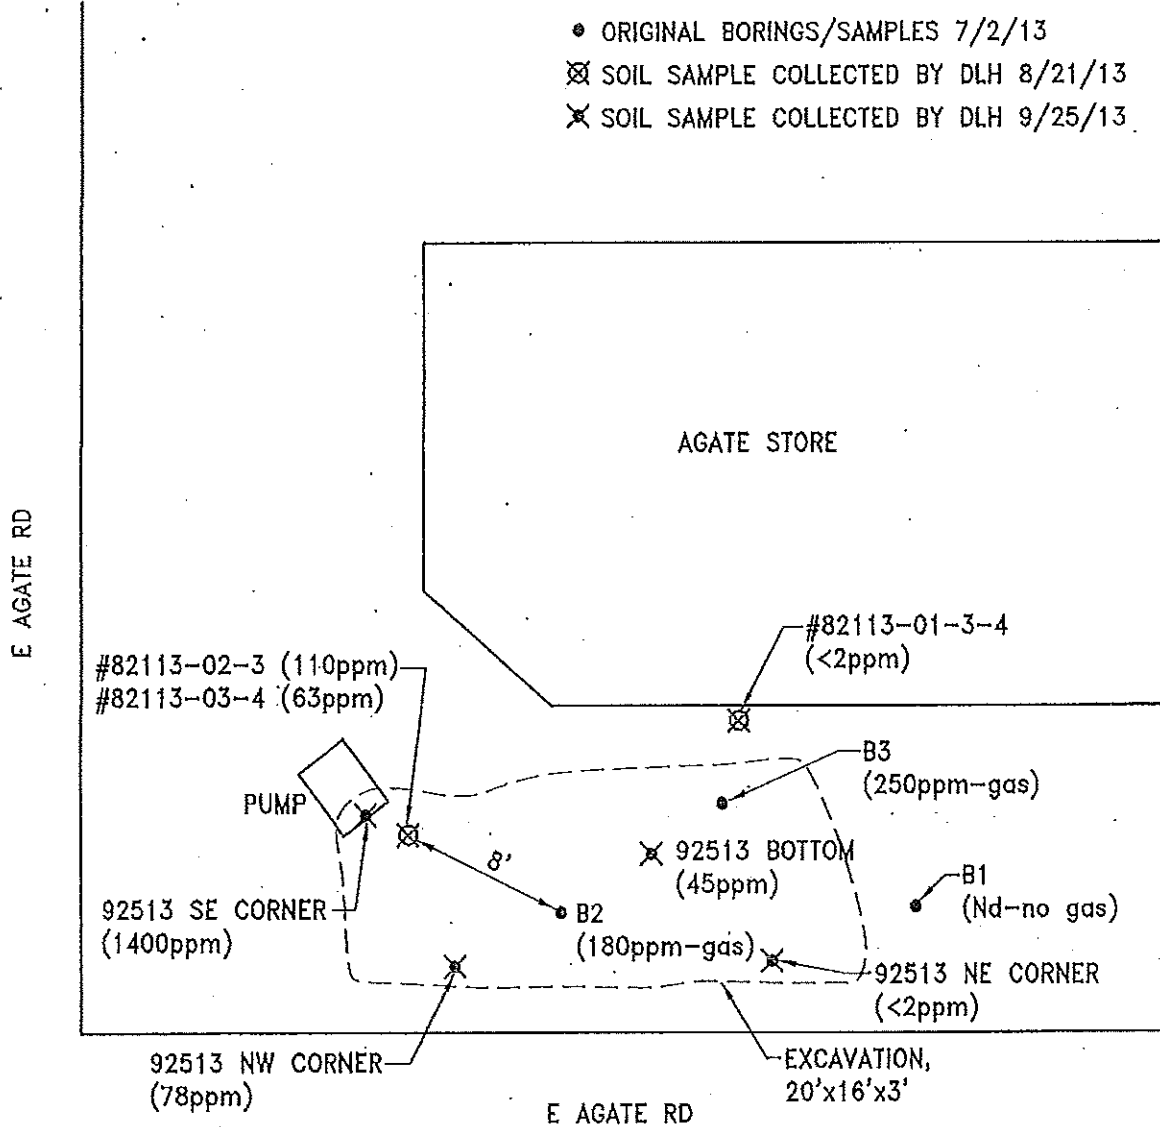 ORIGINAL BORINGS/SAMPLES 7/2/13
SOIL SAMPLE COLLECTED BY DLH 8/21/13
SOIL SAMPLE COLLECTED BY DLH 9/25/13
AGATE STORE
E AGATE RD
#82113-01-3-4
(<2ppm)
#82113-02-3 (110ppm)
#82113-03-4 (63ppm)
B3
(250ppm-gas)
PUMP
8'
92513 BOTTOM
(45ppm)
B1
(Nd-no gas)
92513 SE CORNER
(1400ppm)
B2
(180ppm-gas)
92513 NE CORNER
(<2ppm)
92513 NW CORNER
(78ppm)
EXCAVATION,
20'x16'x3'
E AGATE RD